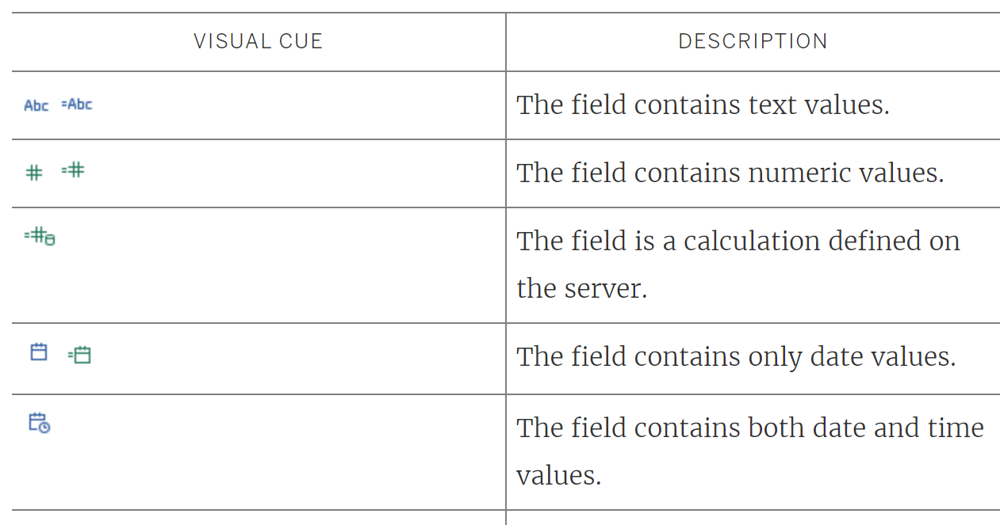 VISUAL CUE DESCRIPTION
Abc =Abc The field contains text values.
# =# The field contains numeric values.
=# The field is a calculation defined on
the server.
= The field contains only date values.
The field contains both date and time
values.